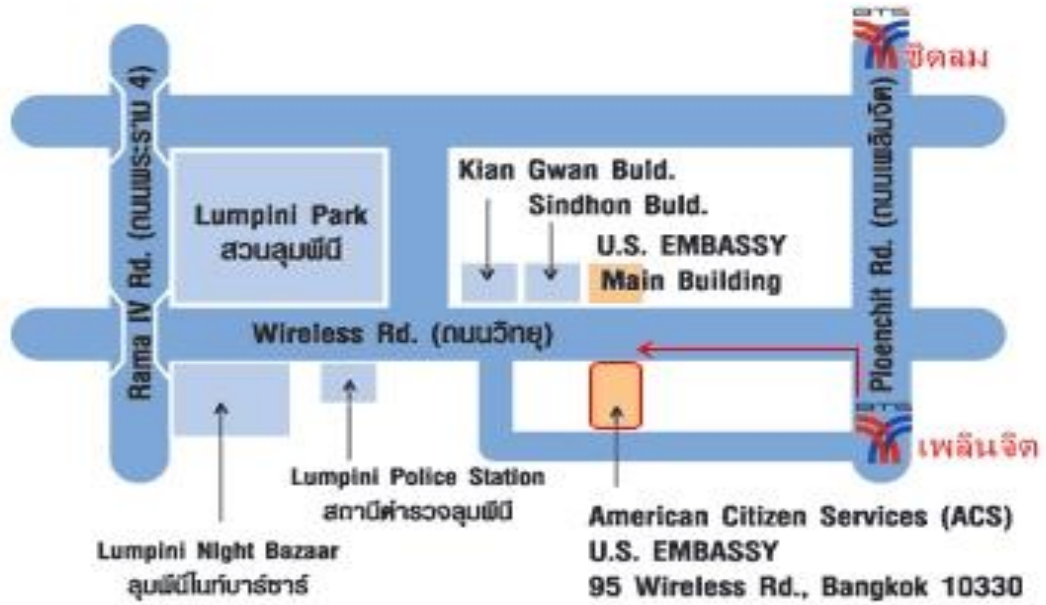 BTS
ชิดลม
Rama IV Rd. (ถนนพระราม 4)
Ploenchit Rd. (ถนนเพลินจิต)
Lumpini Park
สวนลุมพีนี
Kian Gwan Buld.
Sindhon Buld.
U.S. EMBASSY
Main Building
Wireless Rd. (ถนนวิทยุ)
BTS
เพลินจิต
Lumpini Police Station
สถานีตำรวจลุมพีนี
Lumpini Night Bazaar
ลุมพีนีไนท์บาร์ซาร์
American Citizen Services (ACS)
U.S. EMBASSY
95 Wireless Rd., Bangkok 10330